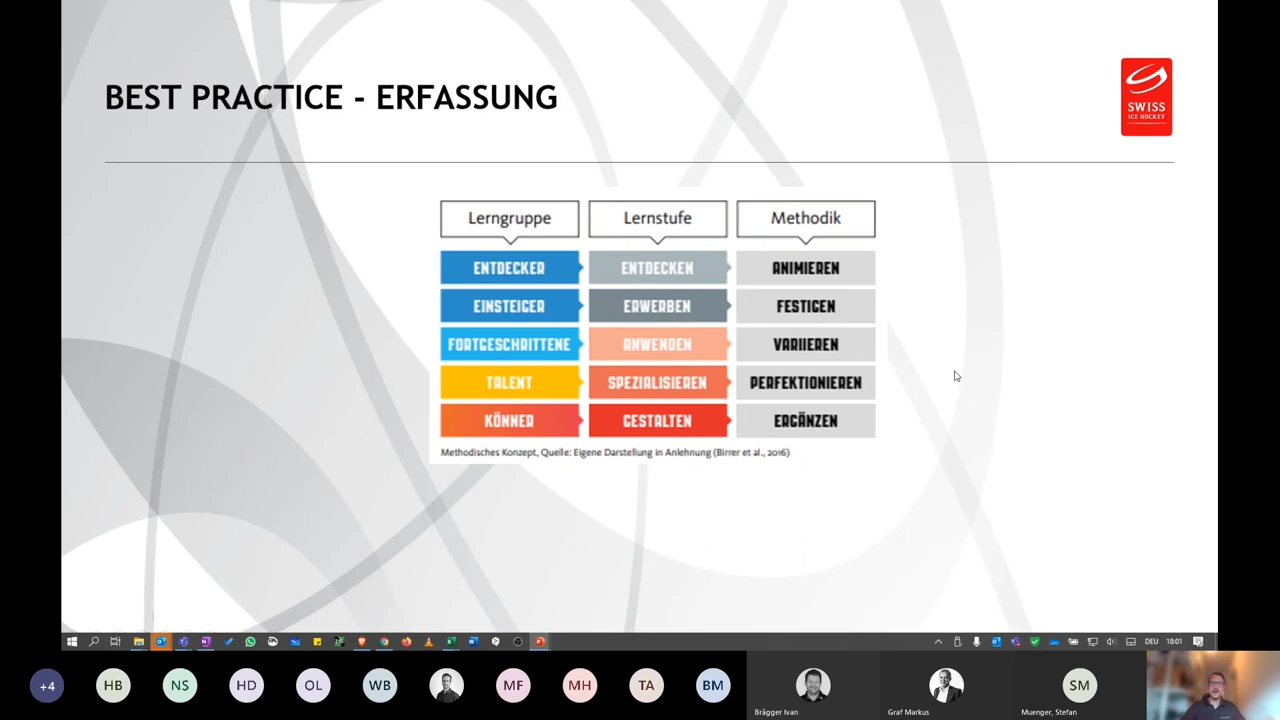 BEST PRACTICE - ERFASSUNG
SWISS
ICE HOCKEY
Lerngruppe Lernstufe Methodik
ENTDECKER ENTDECKEN ANIMIEREN
EINSTEIGER ERWERBEN FESTIGEN
FORTGESCHRITTENE ANWENDEN VARIIEREN
TALENT SPEZIALISIEREN PERFEKTIONIEREN
KÖNNER GESTALTEN ERGÄNZEN
Methodisches Konzept, Quelle: Eigene Darstellung in Anlehnung (Birrer et al., 2016)
DEU 18:01
+4 HB NS HD OL WB MF MH TA BM SM
Brägger Ivan Graf Markus Muenger, Stefan